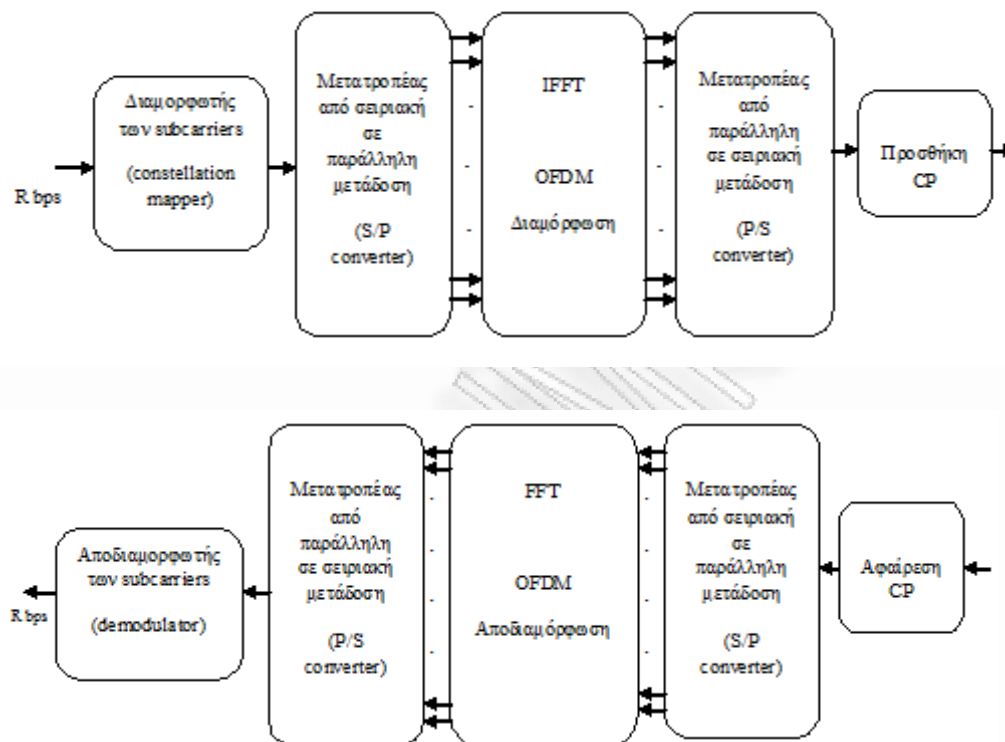 R bps
Διαμορφωτής
των subcarriers
(constellation
mapper)
Μετατροπέας
από σειριακή
σε
παράλληλη
μετάδοση
(S/P
converter)
IFFT
OFDM
Διαμόρφωση
Μετατροπέας
από
παράλληλη
σε σειριακή
μετάδοση
(P/S
converter)
Προσθήκη
CP
R bps
Αποδιαμορφωτής
των subcarriers
(demodulator)
Μετατροπέας
από
παράλληλη
σε σειριακή
μετάδοση
(P/S
converter)
FFT
OFDM
Αποδιαμόρφωση
Μετατροπέας
από σειριακή
σε
παράλληλη
μετάδοση
(S/P
converter)
Αφαίρεση
CP